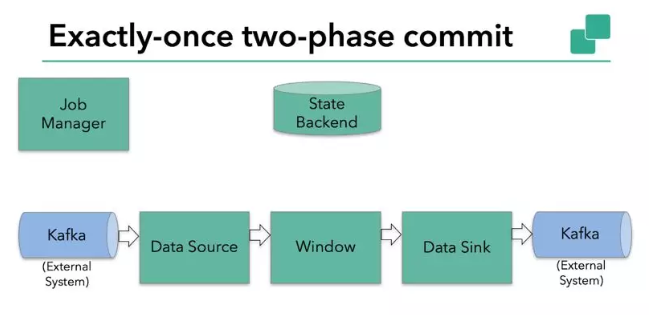 Exactly-once two-phase commit
Job
Manager
State
Backend
Kafka
(External
System)
Data Source
Window
Data Sink
Kafka
(External
System)